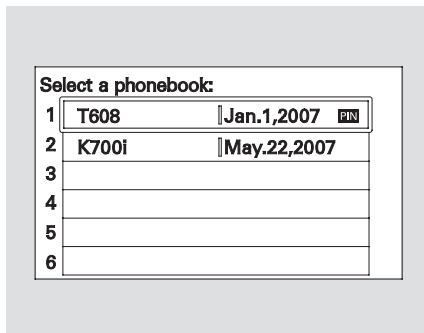 Select a phonebook:
1 T608 Jan.1,2007 PIN
2 K700i May.22,2007
3
4
5
6